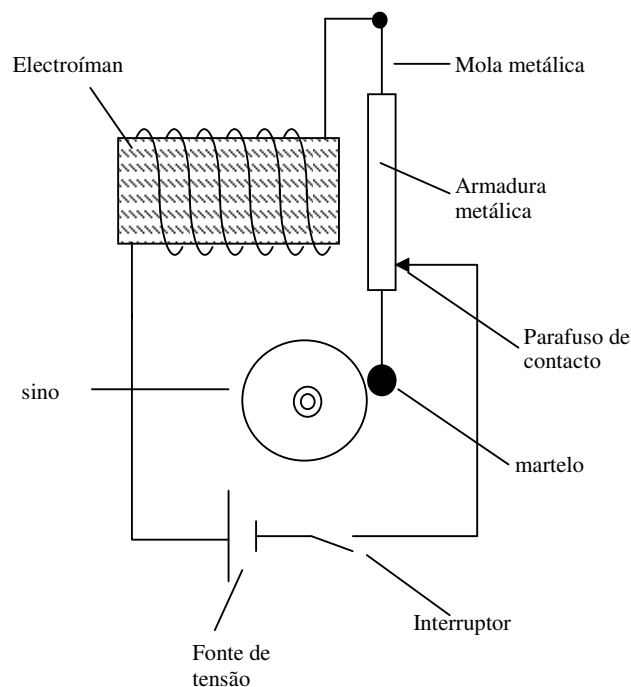 Electroíman
Mola metálica
Armadura
metálica
Parafuso de
contacto
sino
martelo
Interruptor
Fonte de
tensão